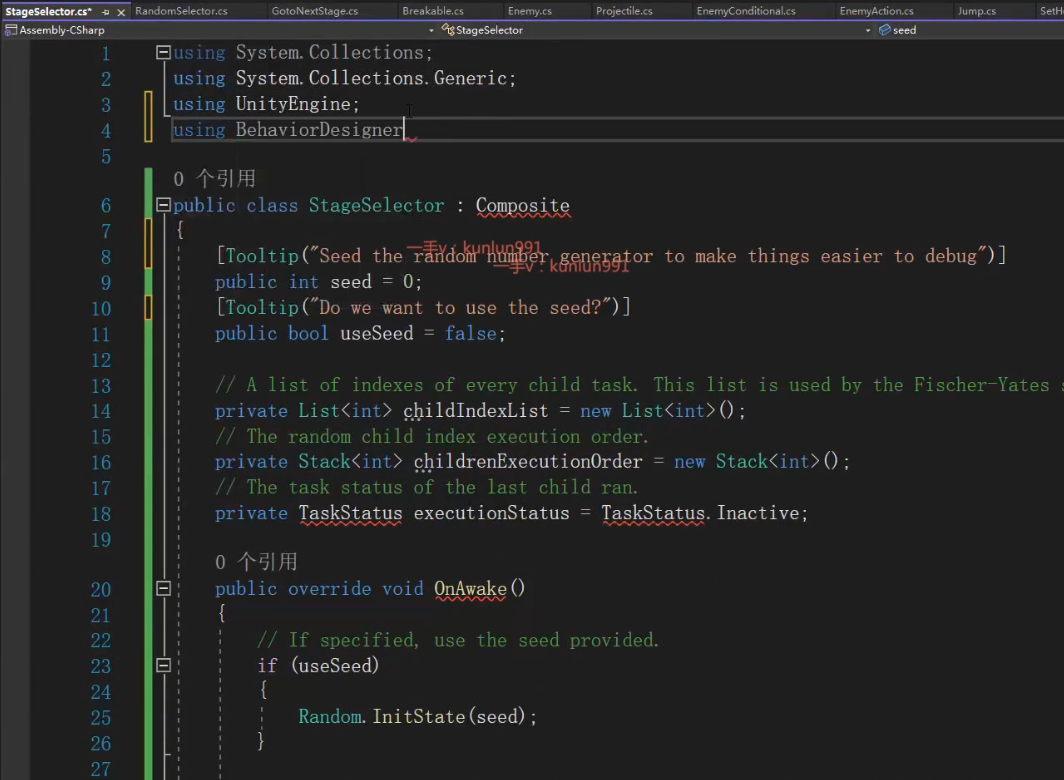 StageSelector.cs* RandomSelector.cs GotoNextStage.cs Breakable.cs Enemy.cs Projectile.cs EnemyConditional.cs EnemyAction.cs Jump.cs SetH
Assembly-CSharp StageSelector seed
1 using System.Collections;
2 using System.Collections.Generic;
3 using UnityEngine;
4 using BehaviorDesigner
5
0 个引用
6 public class StageSelector : Composite
7 {
一手v：kunlun991
8 [Tooltip("Seed the random number generator to make things easier to debug")]
一手v：kunlun991
9 public int seed = 0;
10 [Tooltip("Do we want to use the seed?")]
11 public bool useSeed = false;
12
13 // A list of indexes of every child task. This list is used by the Fischer-Yates s
14 private List<int> childIndexList = new List<int>();
15 // The random child index execution order.
16 private Stack<int> childrenExecutionOrder = new Stack<int>();
17 // The task status of the last child ran.
18 private TaskStatus executionStatus = TaskStatus.Inactive;
19
0 个引用
20 public override void OnAwake()
21 {
22 // If specified, use the seed provided.
23 if (useSeed)
24 {
25 Random.InitState(seed);
26 }
27